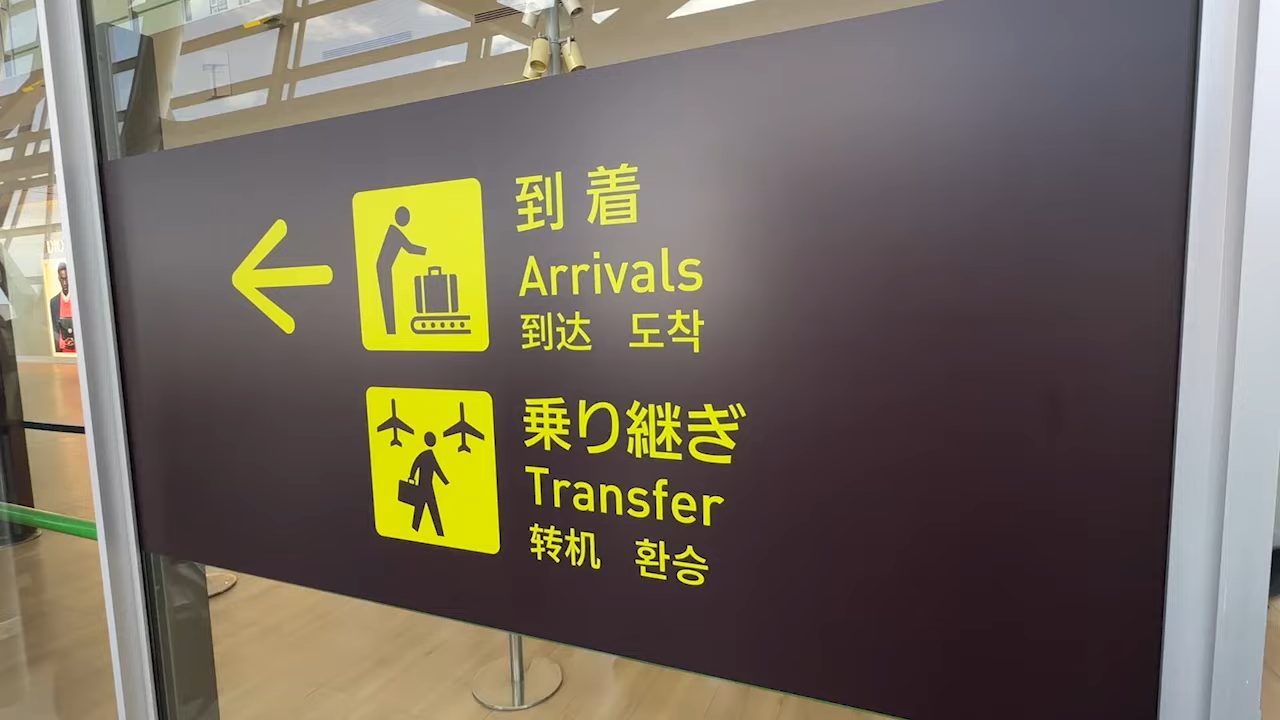 到着
Arrivals
到达 도착
乗り継ぎ
Transfer
转机 환승